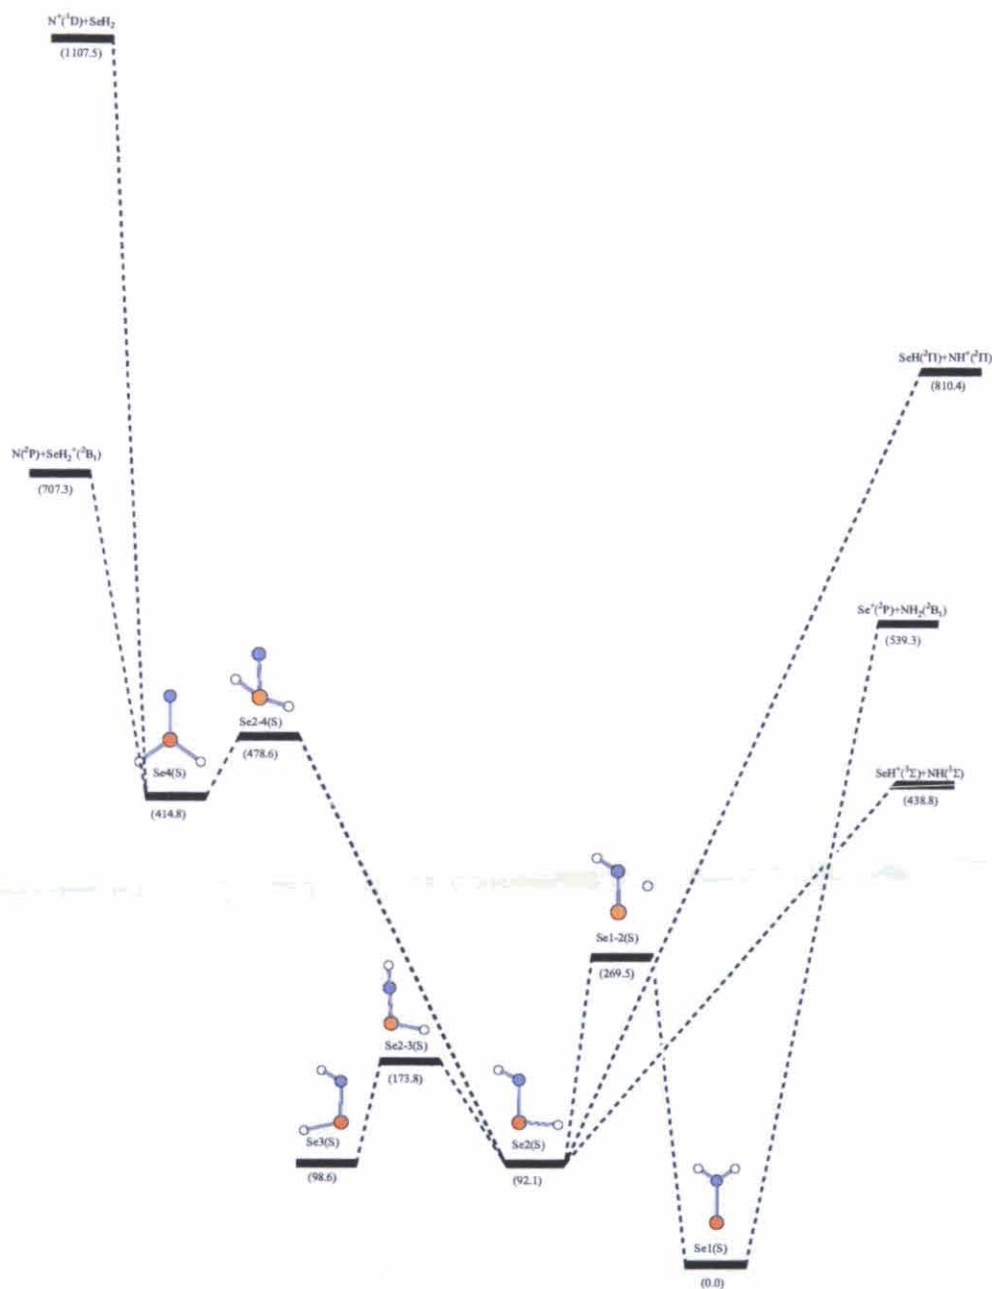 N⁺(¹D)+SeH₂
(1107.5)
SeH(²Π)+NH⁺(²Π)
(810.4)
N(²P)+SeH₂⁺(²B₁)
(707.3)
Se⁺(²P)+NH₂(²B₁)
(539.3)
Se2-4(S)
(478.6)
Se4(S)
(414.8)
SeH⁺(³Σ)+NH(³Σ)
(438.8)
Se1-2(S)
(269.5)
Se2-3(S)
(173.8)
Se3(S)
(98.6)
Se2(S)
(92.1)
Se1(S)
(0.0)